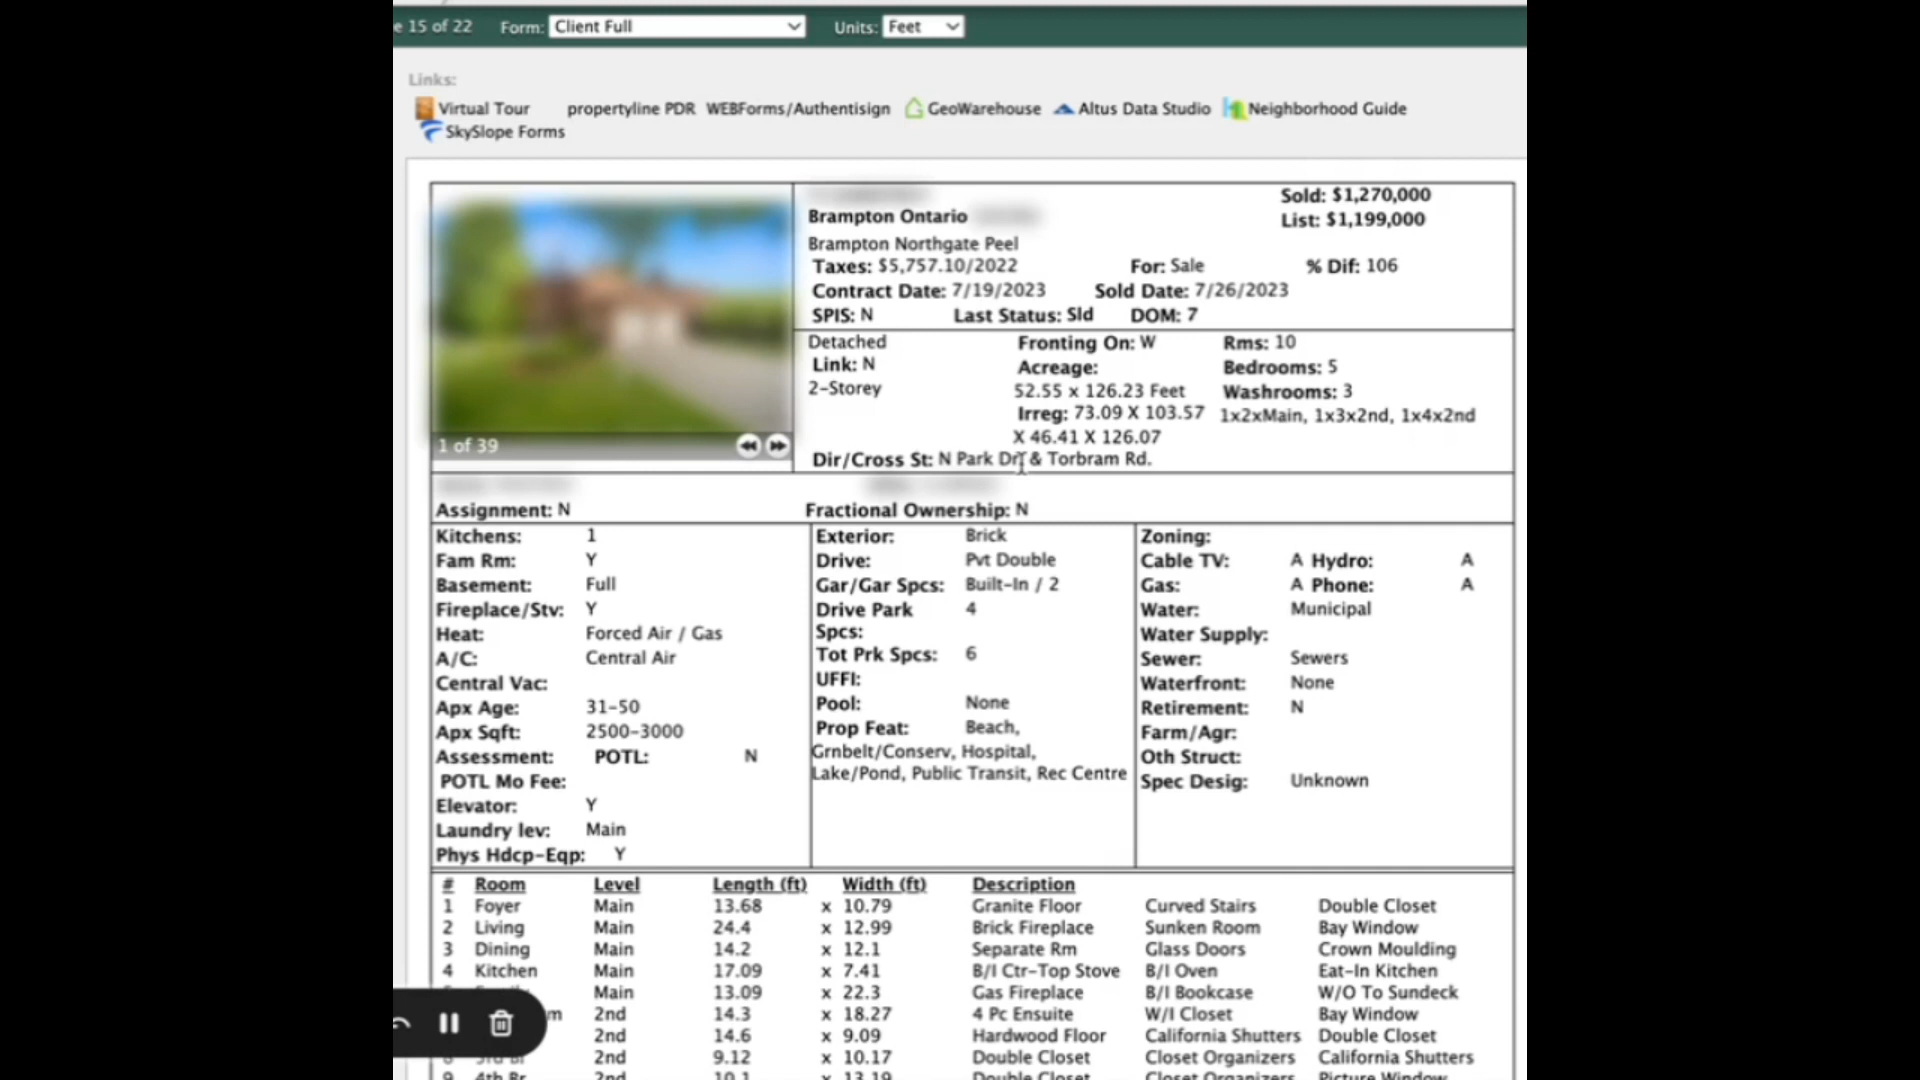 e 15 of 22 Form: Client Full Units: Feet
Links:
Virtual Tour propertyline PDR WEBForms/Authentisign GeoWarehouse Altus Data Studio Neighborhood Guide
SkySlope Forms
Sold: $1,270,000
Brampton Ontario
List: $1,199,000
Brampton Northgate Peel
Taxes: $5,757.10/2022 For: Sale % Dif: 106
Contract Date: 7/19/2023 Sold Date: 7/26/2023
SPIS: N Last Status: Sld DOM: 7
Detached Fronting On: W Rms: 10
Link: N Acreage: Bedrooms: 5
2-Storey 52.55 x 126.23 Feet Washrooms: 3
Irreg: 73.09 X 103.57 1x2xMain, 1x3x2nd, 1x4x2nd
X 46.41 X 126.07
1 of 39
Dir/Cross St: N Park Dr & Torbram Rd.
Assignment: N Fractional Ownership: N
Kitchens: 1 Exterior: Brick Zoning:
Fam Rm: Y Drive: Pvt Double Cable TV: A Hydro: A
Basement: Full Gar/Gar Spcs: Built-In / 2 Gas: A Phone: A
Fireplace/Stv: Y Drive Park 4 Water: Municipal
Heat: Forced Air / Gas Spcs: Water Supply:
A/C: Central Air Tot Prk Spcs: 6 Sewer: Sewers
Central Vac: UFFI: Waterfront: None
Apx Age: 31-50 Pool: None Retirement: N
Apx Sqft: 2500-3000 Prop Feat: Beach, Farm/Agr:
Assessment: POTL: N Grnbelt/Conserv, Hospital, Oth Struct:
POTL Mo Fee: Lake/Pond, Public Transit, Rec Centre Spec Desig: Unknown
Elevator: Y
Laundry lev: Main
Phys Hdcp-Eqp: Y
# Room Level Length (ft) Width (ft) Description
1 Foyer Main 13.68 x 10.79 Granite Floor Curved Stairs Double Closet
2 Living Main 24.4 x 12.99 Brick Fireplace Sunken Room Bay Window
3 Dining Main 14.2 x 12.1 Separate Rm Glass Doors Crown Moulding
4 Kitchen Main 17.09 x 7.41 B/I Ctr-Top Stove B/I Oven Eat-In Kitchen
Main 13.09 x 22.3 Gas Fireplace B/I Bookcase W/O To Sundeck
m 2nd 14.3 x 18.27 4 Pc Ensuite W/I Closet Bay Window
2nd 14.6 x 9.09 Hardwood Floor California Shutters Double Closet
2nd 9.12 x 10.17 Double Closet Closet Organizers California Shutters
9 4th Br 2nd 10.1 x 13.19 Double Closet Closet Organizers Picture Window